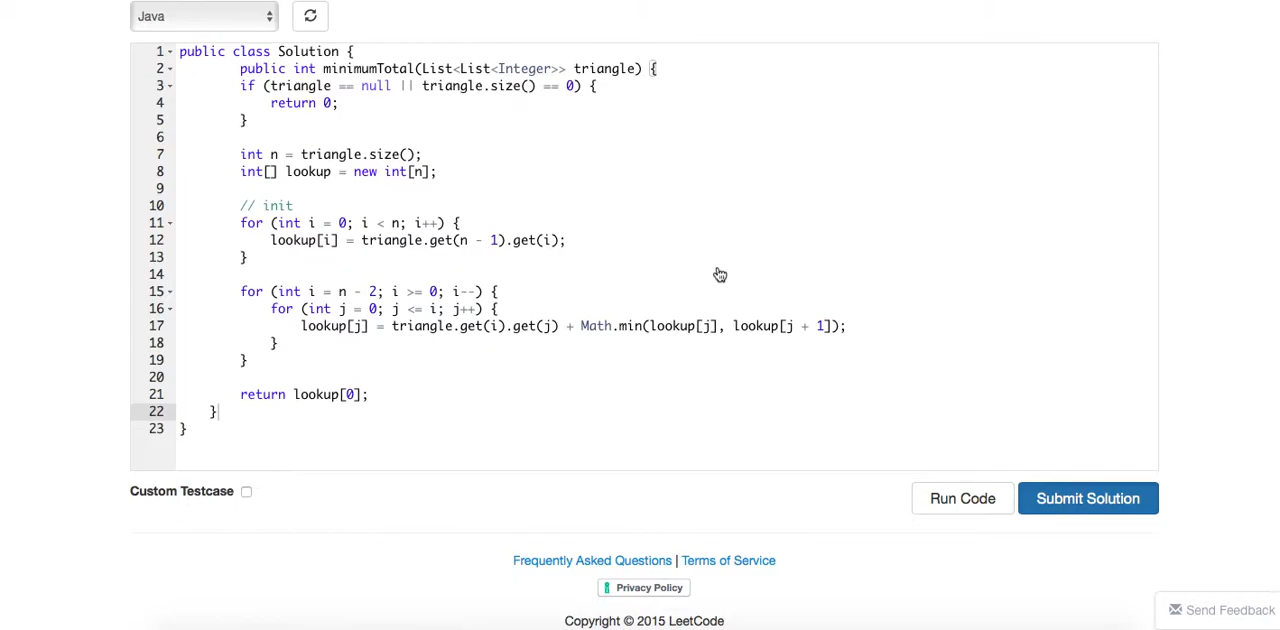 Java
1 public class Solution {
2 public int minimumTotal(List<List<Integer>> triangle) {
3 if (triangle == null || triangle.size() == 0) {
4 return 0;
5 }
6
7 int n = triangle.size();
8 int[] lookup = new int[n];
9
10 // init
11 for (int i = 0; i < n; i++) {
12 lookup[i] = triangle.get(n - 1).get(i);
13 }
14
15 for (int i = n - 2; i >= 0; i--) {
16 for (int j = 0; j <= i; j++) {
17 lookup[j] = triangle.get(i).get(j) + Math.min(lookup[j], lookup[j + 1]);
18 }
19 }
20
21 return lookup[0];
22 }
23 }
Custom Testcase Run Code Submit Solution
Frequently Asked Questions | Terms of Service
Privacy Policy
Send Feedback
Copyright © 2015 LeetCode